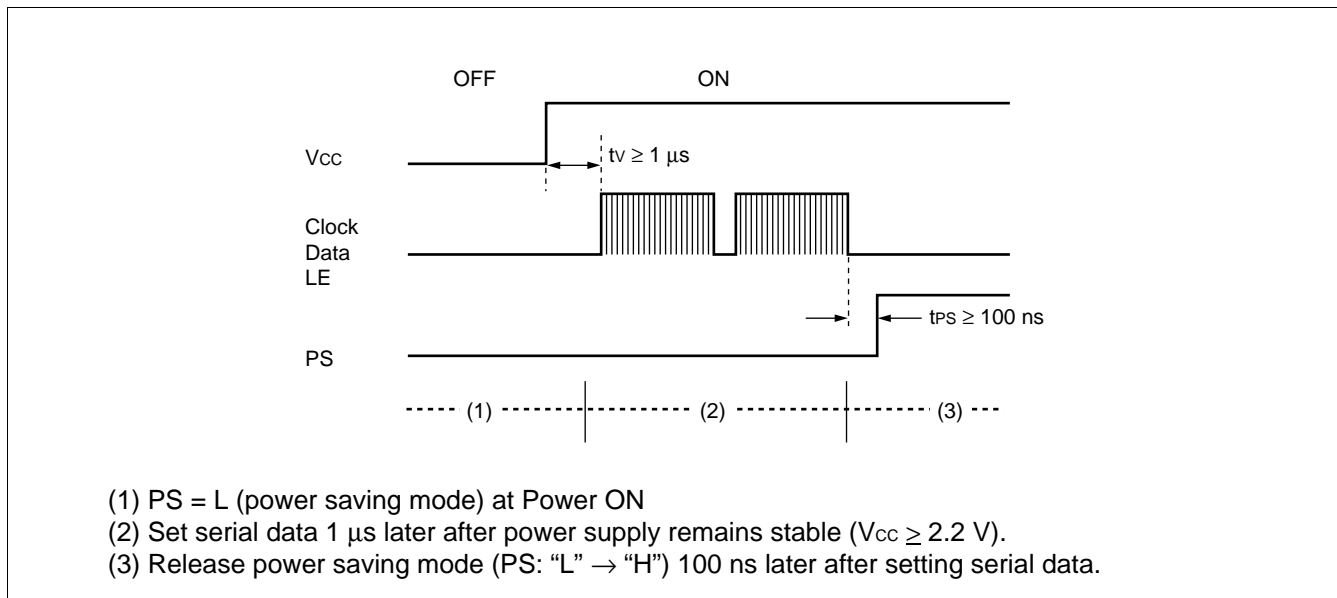 OFF ON
Vcc
tV ≥ 1 μs
Clock
Data
LE
tPS ≥ 100 ns
PS
(1) (2) (3)
(1) PS = L (power saving mode) at Power ON
(2) Set serial data 1 μs later after power supply remains stable (Vcc ≥ 2.2 V).
(3) Release power saving mode (PS: “L” → “H”) 100 ns later after setting serial data.